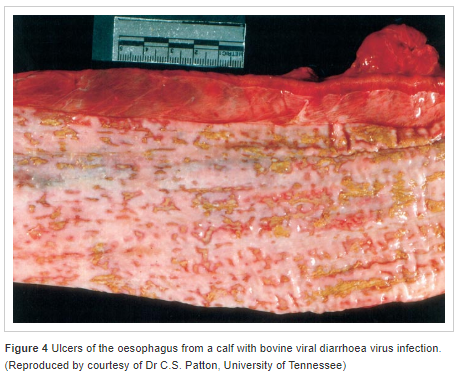 Figure 4 Ulcers of the oesophagus from a calf with bovine viral diarrhoea virus infection.
(Reproduced by courtesy of Dr C.S. Patton, University of Tennessee)